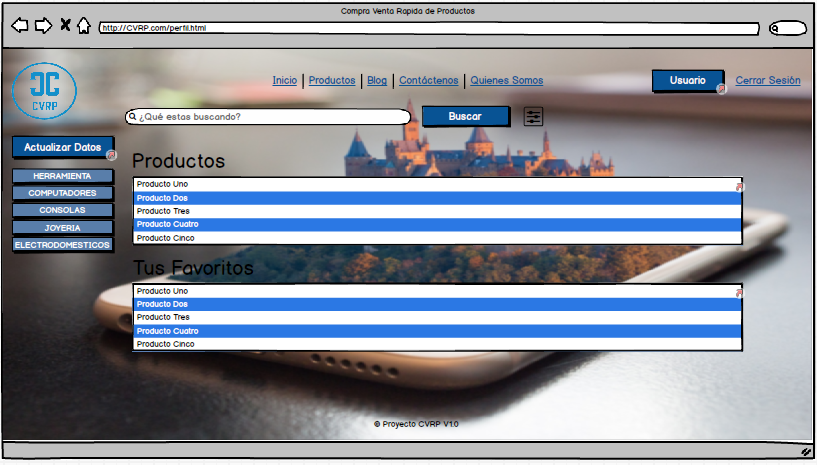 Compra Venta Rapida de Productos
http://CVRP.com/perfil.html
CVRP
Inicio | Productos | Blog | Contáctenos | Quienes Somos
Usuario
Cerrar Sesión
¿Qué estas buscando?
Buscar
Actualizar Datos
HERRAMIENTA
COMPUTADORES
CONSOLAS
JOYERIA
ELECTRODOMESTICOS
Productos
Producto Uno
Producto Dos
Producto Tres
Producto Cuatro
Producto Cinco
Tus Favoritos
Producto Uno
Producto Dos
Producto Tres
Producto Cuatro
Producto Cinco
© Proyecto CVRP V1.0